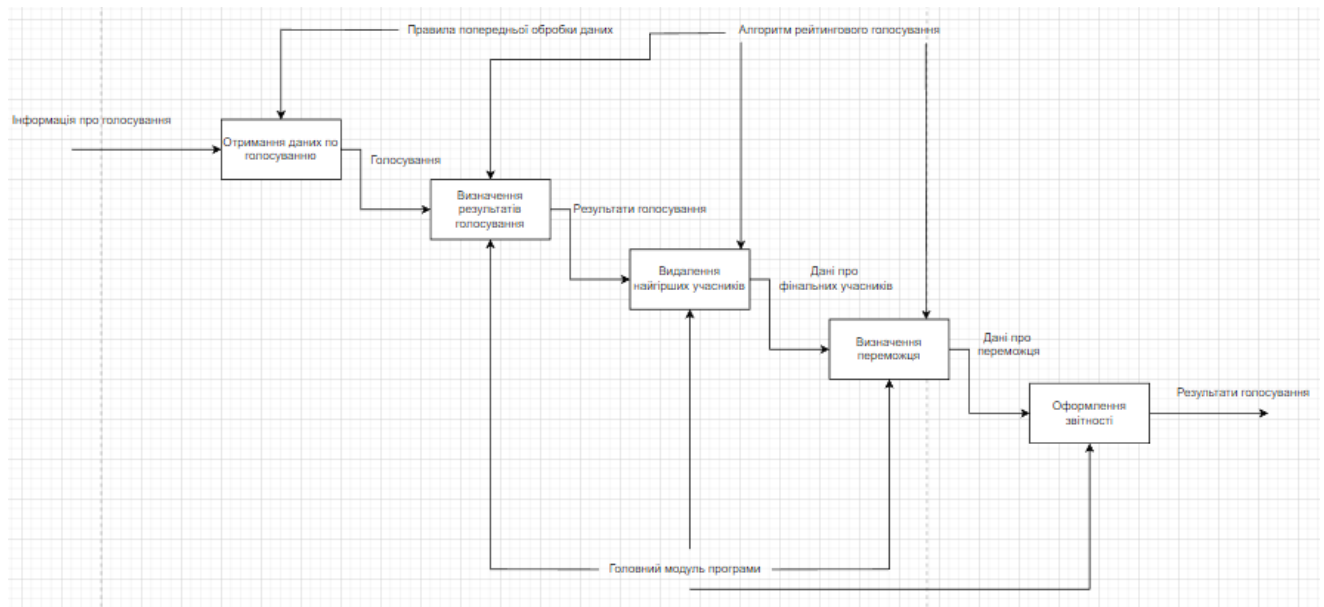 Правила попередньої обробки даних
Алгоритм рейтингового голосування
Інформація про голосування
Отримання даних по
голосуванню
Голосування
Визначення
результатів
голосування
Результати голосування
Видалення
найгірших учасників
Дані про
фінальних учасників
Визначення
переможця
Дані про
переможця
Оформлення
звітності
Результати голосування
Головний модуль програми